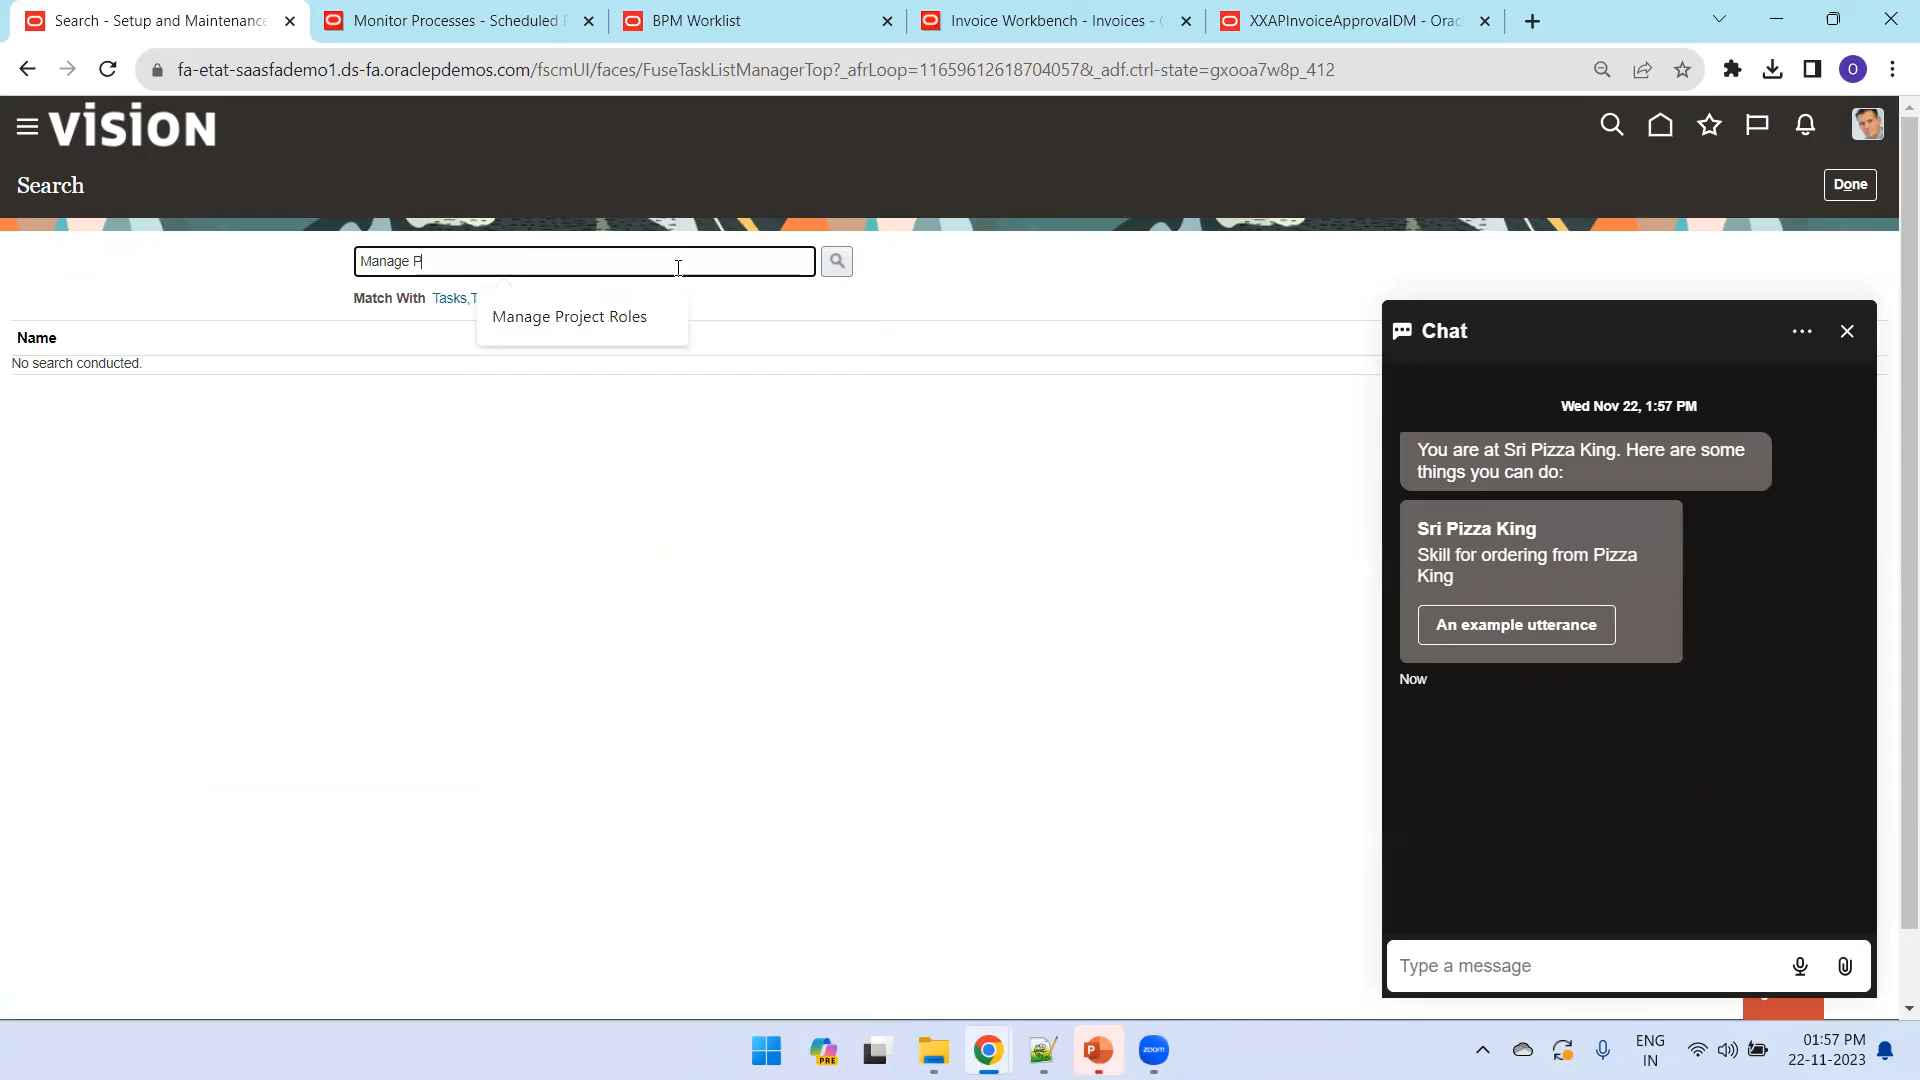 Search - Setup and Maintenance
Monitor Processes - Scheduled
BPM Worklist
Invoice Workbench - Invoices -
XXAPInvoiceApprovalDM - Orac
fa-etat-saasfademo1.ds-fa.oraclepdemos.com/fscmUI/faces/FuseTaskListManagerTop?_afrLoop=11659612618704057&_adf.ctrl-state=gxooa7w8p_412
O
vision
Search
Done
Manage P
Match With Tasks,T
Manage Project Roles
Name
No search conducted.
Chat
Wed Nov 22, 1:57 PM
You are at Sri Pizza King. Here are some
things you can do:
Sri Pizza King
Skill for ordering from Pizza
King
An example utterance
Now
Type a message
PRE
zoom
ENG
IN
01:57 PM
22-11-2023